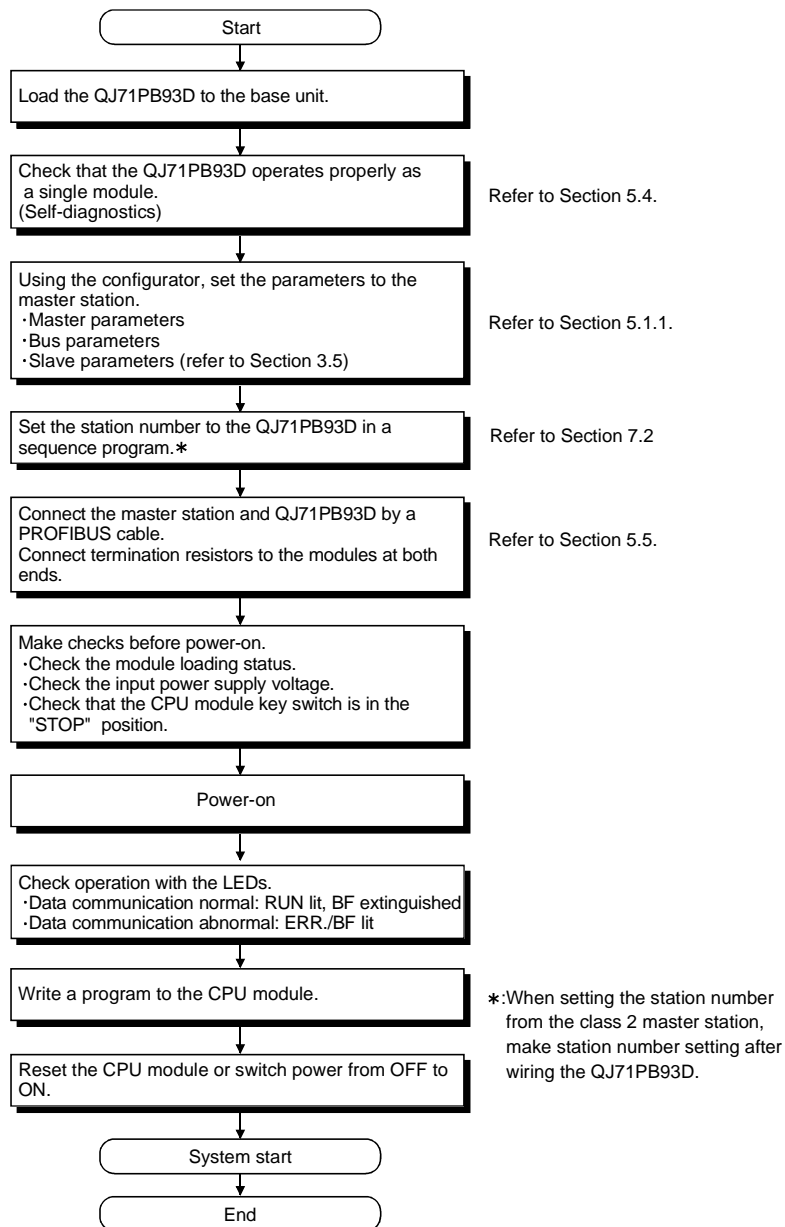 Start
Load the QJ71PB93D to the base unit.
Check that the QJ71PB93D operates properly as
a single module.
(Self-diagnostics)
Refer to Section 5.4.
Using the configurator, set the parameters to the
master station.
·Master parameters
·Bus parameters
·Slave parameters (refer to Section 3.5)
Refer to Section 5.1.1.
Set the station number to the QJ71PB93D in a
sequence program.*
Refer to Section 7.2
Connect the master station and QJ71PB93D by a
PROFIBUS cable.
Connect termination resistors to the modules at both
ends.
Refer to Section 5.5.
Make checks before power-on.
·Check the module loading status.
·Check the input power supply voltage.
·Check that the CPU module key switch is in the
"STOP" position.
Power-on
Check operation with the LEDs.
·Data communication normal: RUN lit, BF extinguished
·Data communication abnormal: ERR./BF lit
Write a program to the CPU module.
*:When setting the station number
from the class 2 master station,
make station number setting after
wiring the QJ71PB93D.
Reset the CPU module or switch power from OFF to
ON.
System start
End